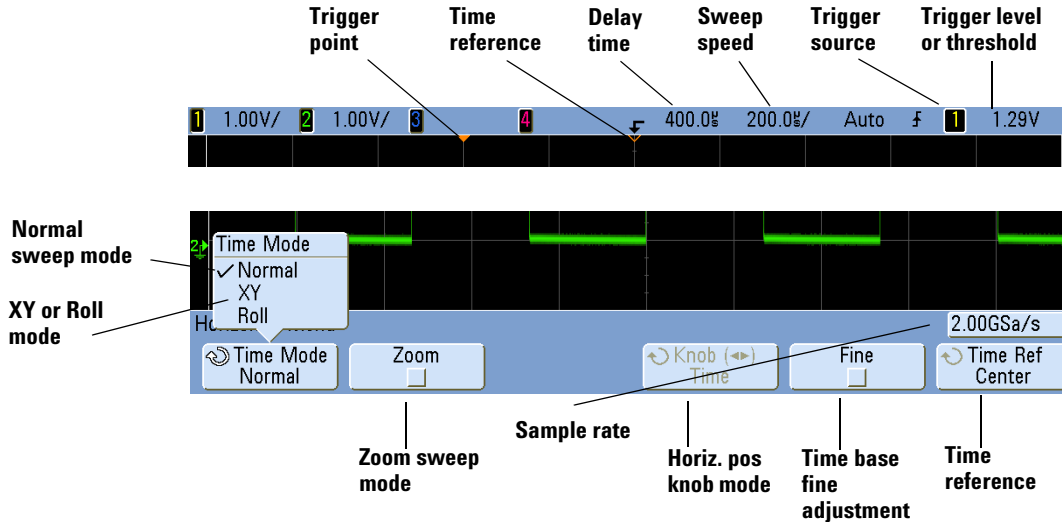 Trigger point
Time reference
Delay time
Sweep speed
Trigger source
Trigger level or threshold
1 1.00V/ 2 1.00V/ 3 4 400.0us 200.0us/ Auto 1 1.29V
Normal sweep mode
XY or Roll mode
2
Time Mode
✓Normal
XY
Roll
2.00GSa/s
Time Mode
Normal
Zoom
Knob (◄►)
Time
Fine
Time Ref
Center
Sample rate
Zoom sweep mode
Horiz. pos knob mode
Time base fine adjustment
Time reference